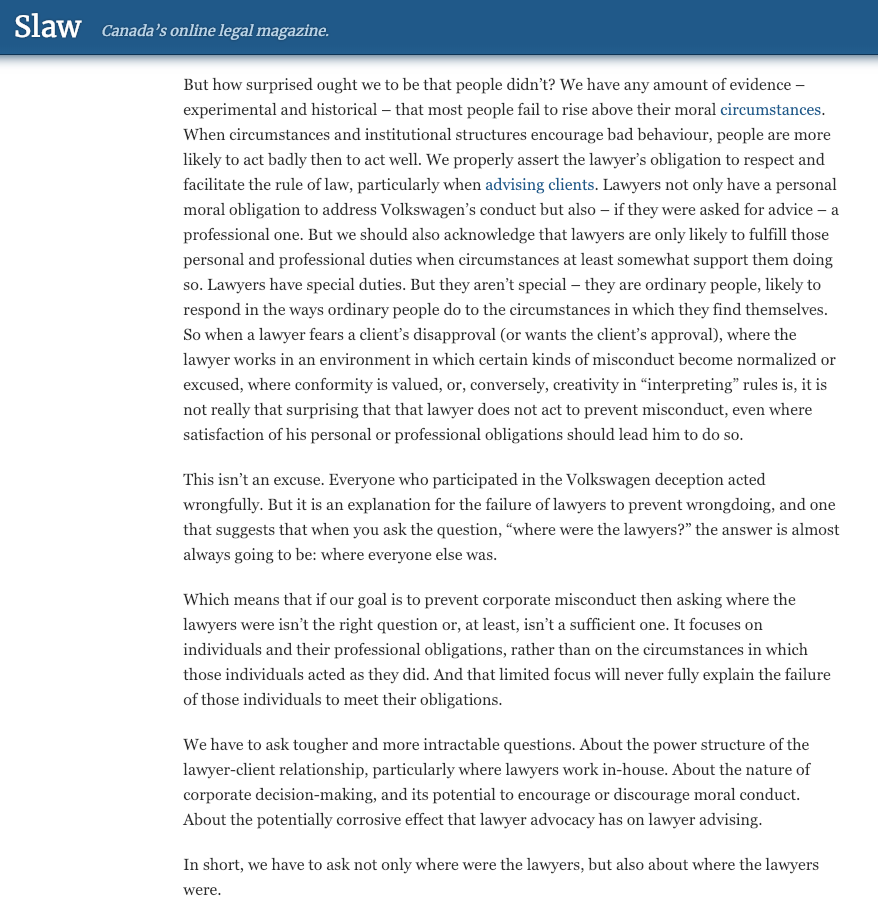 Slaw Canada’s online legal magazine.
But how surprised ought we to be that people didn’t? We have any amount of evidence –
experimental and historical – that most people fail to rise above their moral circumstances.
When circumstances and institutional structures encourage bad behaviour, people are more
likely to act badly then to act well. We properly assert the lawyer’s obligation to respect and
facilitate the rule of law, particularly when advising clients. Lawyers not only have a personal
moral obligation to address Volkswagen’s conduct but also – if they were asked for advice – a
professional one. But we should also acknowledge that lawyers are only likely to fulfill those
personal and professional duties when circumstances at least somewhat support them doing
so. Lawyers have special duties. But they aren’t special – they are ordinary people, likely to
respond in the ways ordinary people do to the circumstances in which they find themselves.
So when a lawyer fears a client’s disapproval (or wants the client’s approval), where the
lawyer works in an environment in which certain kinds of misconduct become normalized or
excused, where conformity is valued, or, conversely, creativity in “interpreting” rules is, it is
not really that surprising that that lawyer does not act to prevent misconduct, even where
satisfaction of his personal or professional obligations should lead him to do so.
This isn’t an excuse. Everyone who participated in the Volkswagen deception acted
wrongfully. But it is an explanation for the failure of lawyers to prevent wrongdoing, and one
that suggests that when you ask the question, “where were the lawyers?” the answer is almost
always going to be: where everyone else was.
Which means that if our goal is to prevent corporate misconduct then asking where the
lawyers were isn’t the right question or, at least, isn’t a sufficient one. It focuses on
individuals and their professional obligations, rather than on the circumstances in which
those individuals acted as they did. And that limited focus will never fully explain the failure
of those individuals to meet their obligations.
We have to ask tougher and more intractable questions. About the power structure of the
lawyer-client relationship, particularly where lawyers work in-house. About the nature of
corporate decision-making, and its potential to encourage or discourage moral conduct.
About the potentially corrosive effect that lawyer advocacy has on lawyer advising.
In short, we have to ask not only where were the lawyers, but also about where the lawyers
were.